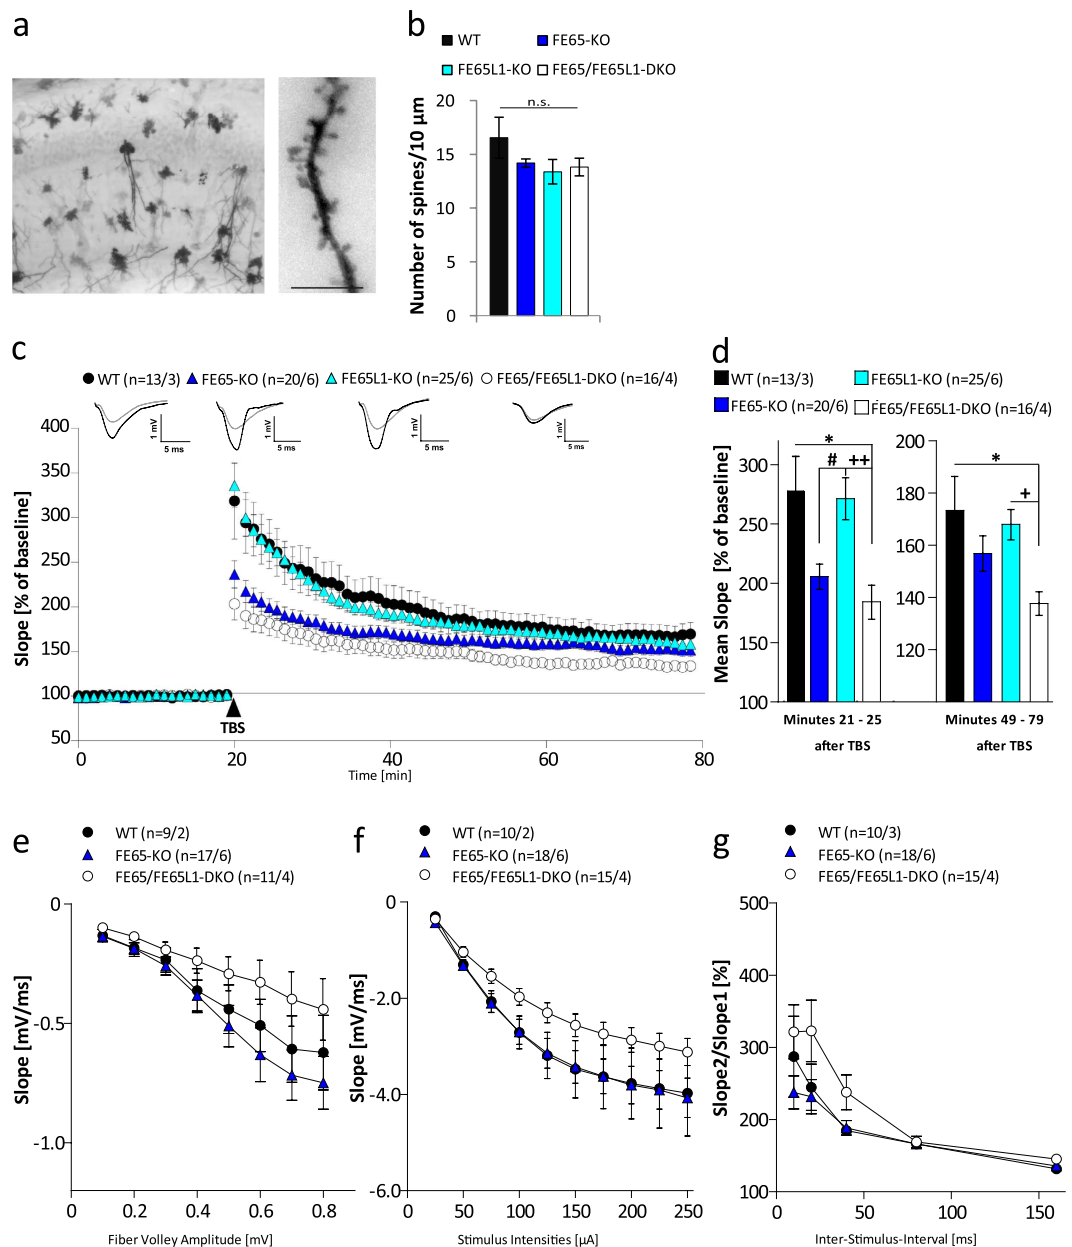 a
b
WT
FE65-KO
FE65L1-KO
FE65/FE65L1-DKO
Number of spines/10 µm
20
15
10
5
0
n.s.
c
WT (n=13/3)
FE65-KO (n=20/6)
FE65L1-KO (n=25/6)
FE65/FE65L1-DKO (n=16/4)
1 mV
5 ms
1 mV
5 ms
1 mV
5 ms
1 mV
5 ms
Slope [% of baseline]
400
350
300
250
200
150
100
50
TBS
0
20
40
60
80
Time [min]
d
WT (n=13/3)
FE65L1-KO (n=25/6)
FE65-KO (n=20/6)
FE65/FE65L1-DKO (n=16/4)
Mean Slope [% of baseline]
300
250
200
150
100
*
# ++
Minutes 21 - 25
after TBS
200
180
160
140
120
100
*
+
Minutes 49 - 79
after TBS
e
WT (n=9/2)
FE65-KO (n=17/6)
FE65/FE65L1-DKO (n=11/4)
Slope [mV/ms]
0
-0.5
-1.0
0.0
0.2
0.4
0.6
0.8
Fiber Volley Amplitude [mV]
f
WT (n=10/2)
FE65-KO (n=18/6)
FE65/FE65L1-DKO (n=15/4)
Slope [mV/ms]
0
-2.0
-4.0
-6.0
0
50
100
150
200
250
Stimulus Intensities [µA]
g
WT (n=10/3)
FE65-KO (n=18/6)
FE65/FE65L1-DKO (n=15/4)
Slope2/Slope1 [%]
500
400
300
200
100
0
50
100
150
Inter-Stimulus-Interval [ms]